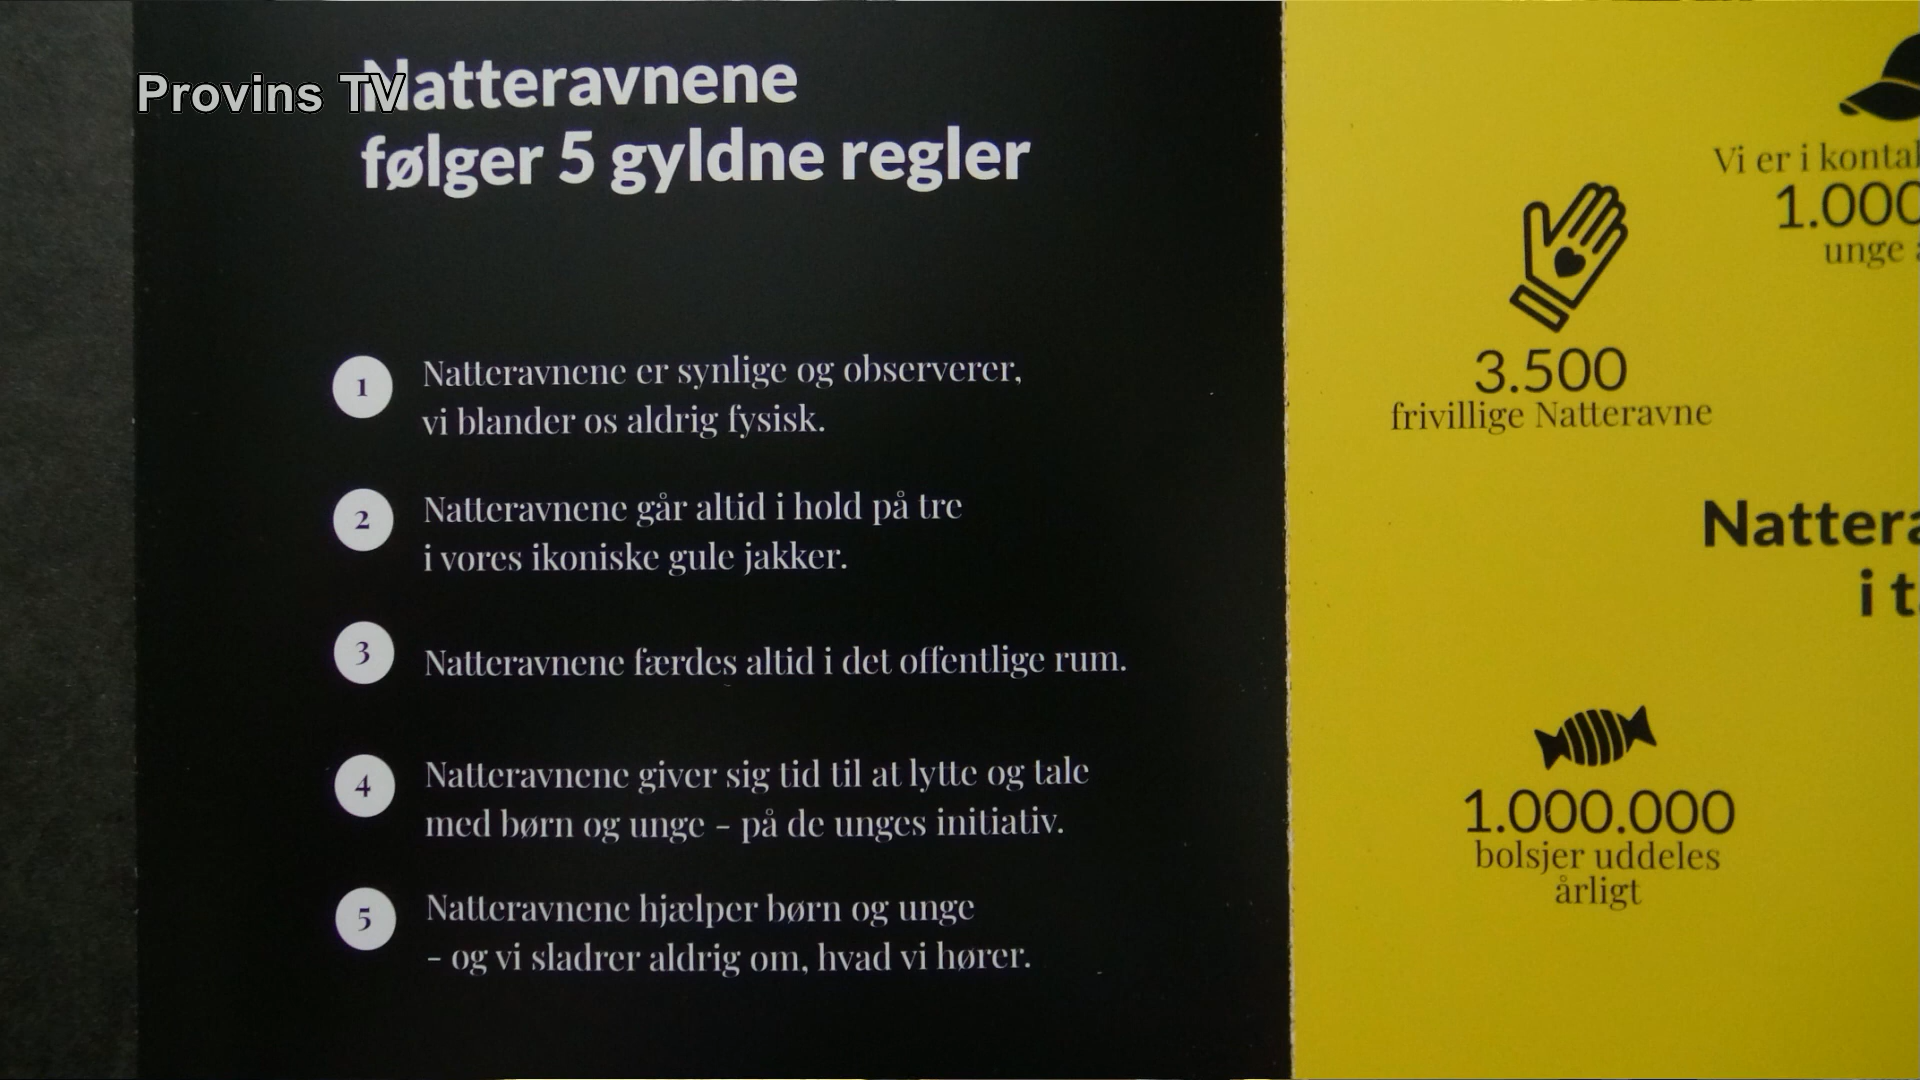 Provins TV
Natteravnene
følger 5 gyldne regler
1 Natteravnene er synlige og observerer,
vi blander os aldrig fysisk.
2 Natteravnene går altid i hold på tre
i vores ikoniske gule jakker.
3 Natteravnene færdes altid i det offentlige rum.
4 Natteravnene giver sig tid til at lytte og tale
med børn og unge - på de unges initiativ.
5 Natteravnene hjælper børn og unge
- og vi sladrer aldrig om, hvad vi hører.
Vi er i
unge
3.500
frivillige Natteravne
i
1.000.000
bolsjer uddeles
årligt